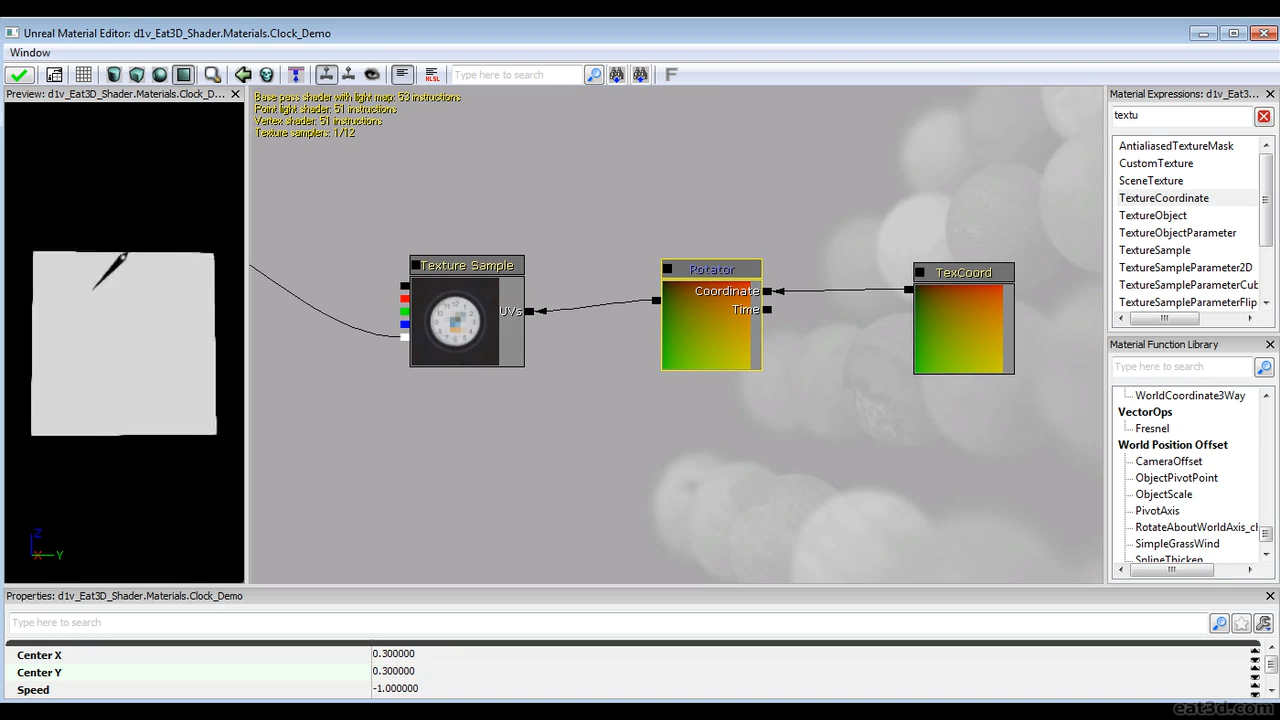 Unreal Material Editor: d1v_Eat3D_Shader.Materials.Clock_Demo
Window
HLSL
Type here to search
F
Preview: d1v_Eat3D_Shader.Materials.Clock_D...
Base pass shader with light map: 53 instructions
Point light shader: 51 instructions
Vertex shader: 51 instructions
Texture samplers: 1/12
Texture Sample
UVs
Rotator
Coordinate
Time
TexCoord
Z
X
Y
Material Expressions: d1v_Eat3...
textu
AntialiasedTextureMask
CustomTexture
SceneTexture
TextureCoordinate
TextureObject
TextureObjectParameter
TextureSample
TextureSampleParameter2D
TextureSampleParameterCub
TextureSampleParameterFlip
Material Function Library
Type here to search
WorldCoordinate3Way
VectorOps
Fresnel
World Position Offset
CameraOffset
ObjectPivotPoint
ObjectScale
PivotAxis
RotateAboutWorldAxis_ch
SimpleGrassWind
SplineThicken
Properties: d1v_Eat3D_Shader.Materials.Clock_Demo
Type here to search
Center X 0.300000
Center Y 0.300000
Speed -1.000000
eat3d.com